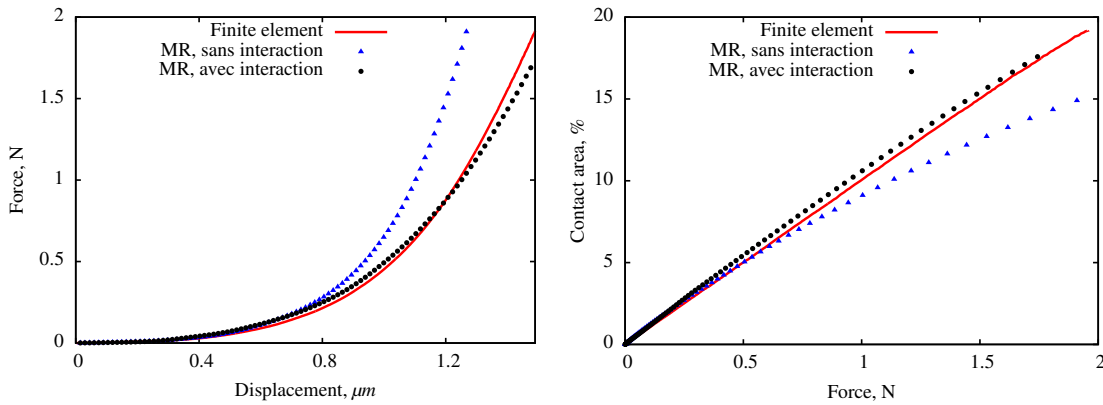 Finite element
MR, sans interaction
MR, avec interaction
Force, N
2
1.5
1
0.5
0
0
0.4
0.8
1.2
Displacement, μm
Finite element
MR, sans interaction
MR, avec interaction
Contact area, %
20
15
10
5
0
0
0.5
1
1.5
2
Force, N